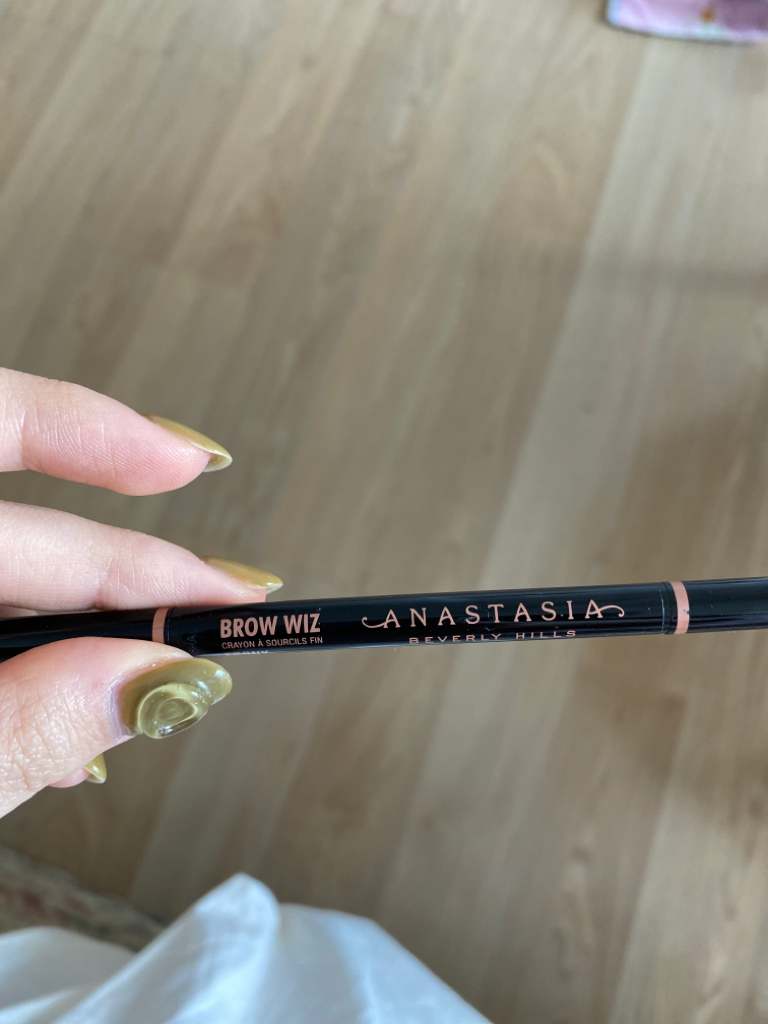 BROW WIZ
CRAYON À SOURCILS FIN
ANASTASIA
BEVERLY HILLS